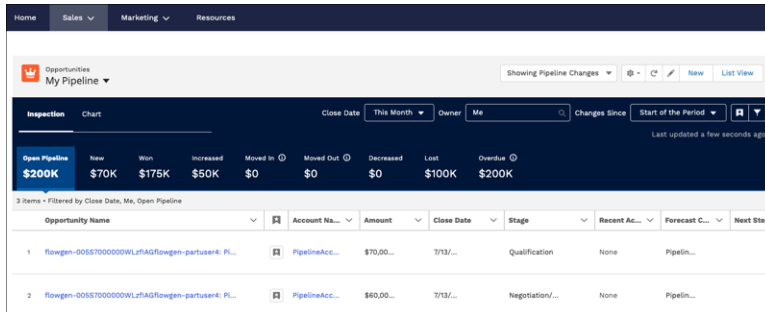 Home Sales Marketing Resources
Opportunities
My Pipeline
Showing Pipeline Changes New List View
Inspection Chart Close Date This Month Owner Me Changes Since Start of the Period
Last updated a few seconds ago
Open Pipeline New Won Increased Moved In Moved Out Decreased Lost Overdue
$200K $70K $175K $50K $0 $0 $0 $100K $200K
3 items • Filtered by Close Date, Me, Open Pipeline
Opportunity Name Account Na... Amount Close Date Stage Recent Ac... Forecast C... Next Ste
1 flowgen-005S7000000WLzfIAGflowgen-partuser4: Pi... PipelineAcc... $70,00... 7/13/... Qualification None Pipelin...
2 flowgen-005S7000000WLzfIAGflowgen-partuser4: Pi... PipelineAcc... $60,00... 7/13/... Negotiation/... None Pipelin...